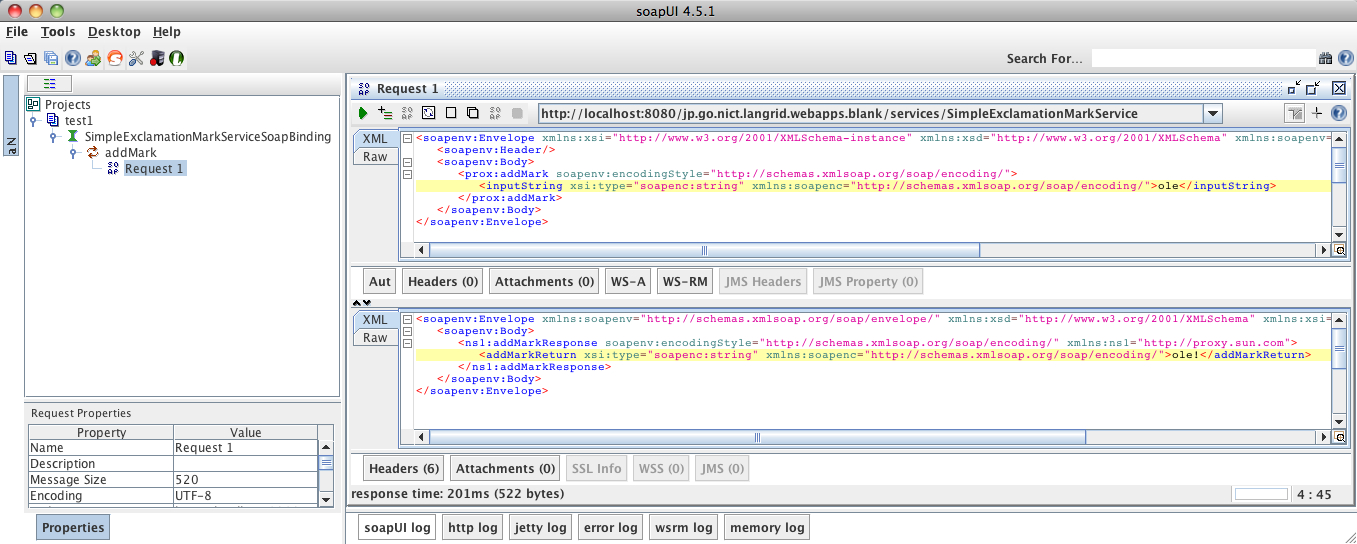 soapUI 4.5.1
File Tools Desktop Help
Search For...
Na
Projects
test1
SimpleExclamationMarkServiceSoapBinding
addMark
Request 1
Request Properties
Property Value
Name Request 1
Description
Message Size 520
Encoding UTF-8
Properties
Request 1
http://localhost:8080/jp.go.nict.langrid.webapps.blank/services/SimpleExclamationMarkService
XML
Raw
<soapenv:Envelope xmlns:xsi="http://www.w3.org/2001/XMLSchema-instance" xmlns:xsd="http://www.w3.org/2001/XMLSchema" xmlns:soapenv=
<soapenv:Header/>
<soapenv:Body>
<prox:addMark soapenv:encodingStyle="http://schemas.xmlsoap.org/soap/encoding/">
<inputString xsi:type="soapenc:string" xmlns:soapenc="http://schemas.xmlsoap.org/soap/encoding/">ole</inputString>
</prox:addMark>
</soapenv:Body>
</soapenv:Envelope>
Aut Headers (0) Attachments (0) WS-A WS-RM JMS Headers JMS Property (0)
XML
Raw
<soapenv:Envelope xmlns:soapenv="http://schemas.xmlsoap.org/soap/envelope/" xmlns:xsd="http://www.w3.org/2001/XMLSchema" xmlns:xsi=
<soapenv:Body>
<ns1:addMarkResponse soapenv:encodingStyle="http://schemas.xmlsoap.org/soap/encoding/" xmlns:ns1="http://proxy.sun.com">
<addMarkReturn xsi:type="soapenc:string" xmlns:soapenc="http://schemas.xmlsoap.org/soap/encoding/">ole!</addMarkReturn>
</ns1:addMarkResponse>
</soapenv:Body>
</soapenv:Envelope>
Headers (6) Attachments (0) SSL Info WSS (0) JMS (0)
response time: 201ms (522 bytes)
4 : 45
soapUI log http log jetty log error log wsrm log memory log